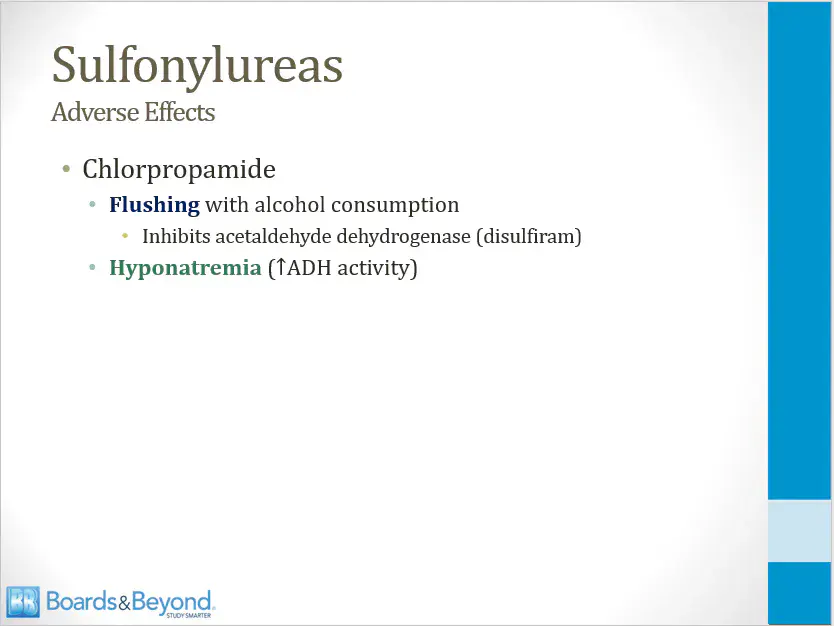 Sulfonylureas
Adverse Effects
• Chlorpropamide
• Flushing with alcohol consumption
• Inhibits acetaldehyde dehydrogenase (disulfiram)
• Hyponatremia (↑ADH activity)
BB Boards&Beyond.
STUDY SMARTER